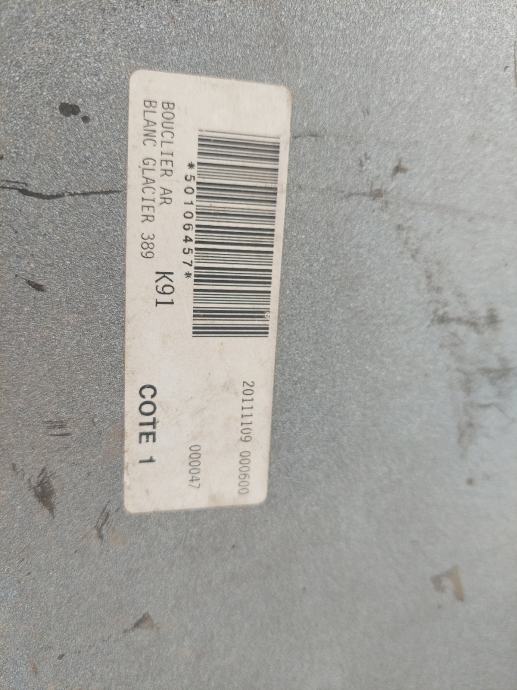 20111109 000600
*50106457*
000047
BOUCLIER AR
BLANC GLACIER 389
K91
COTE 1